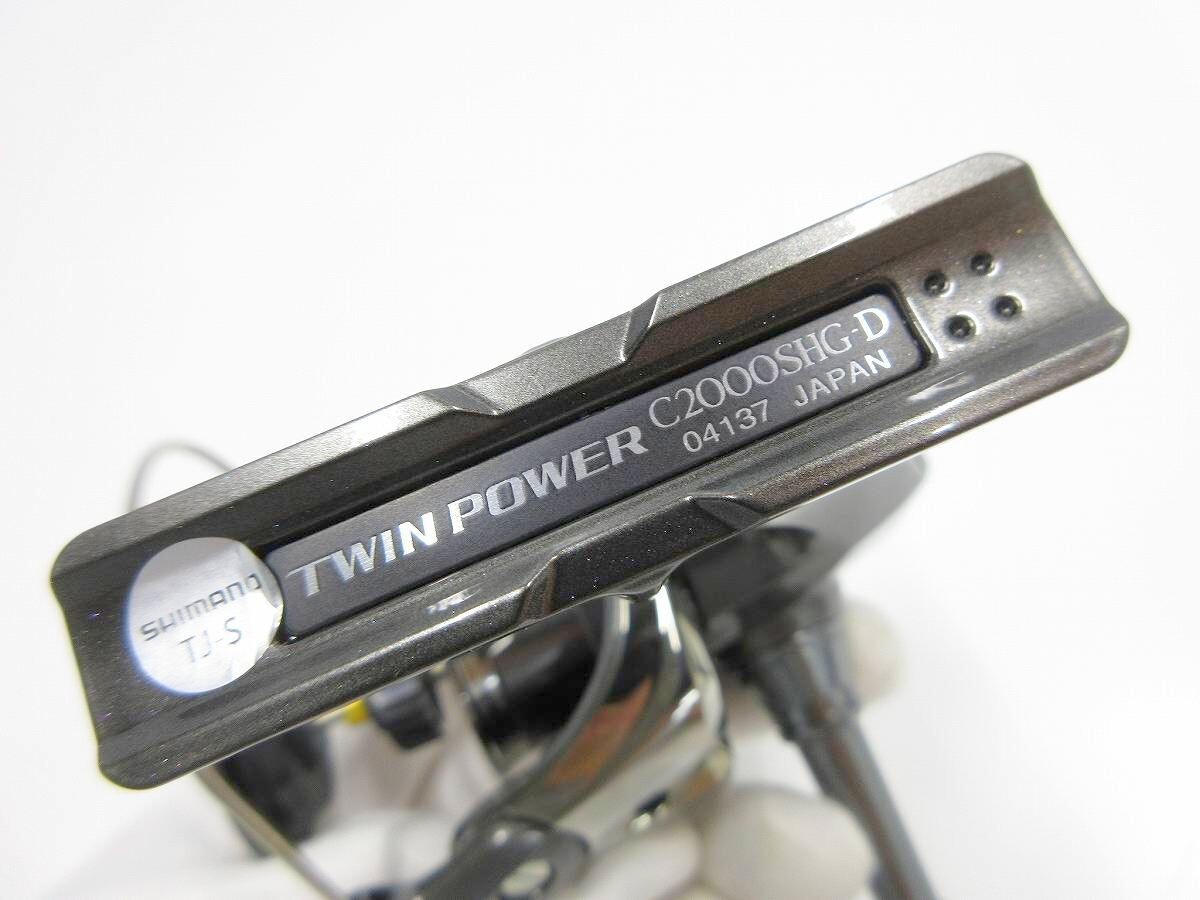 TWIN POWER C2000SHG-D
04137 JAPAN
SHIMANO
TJ-S